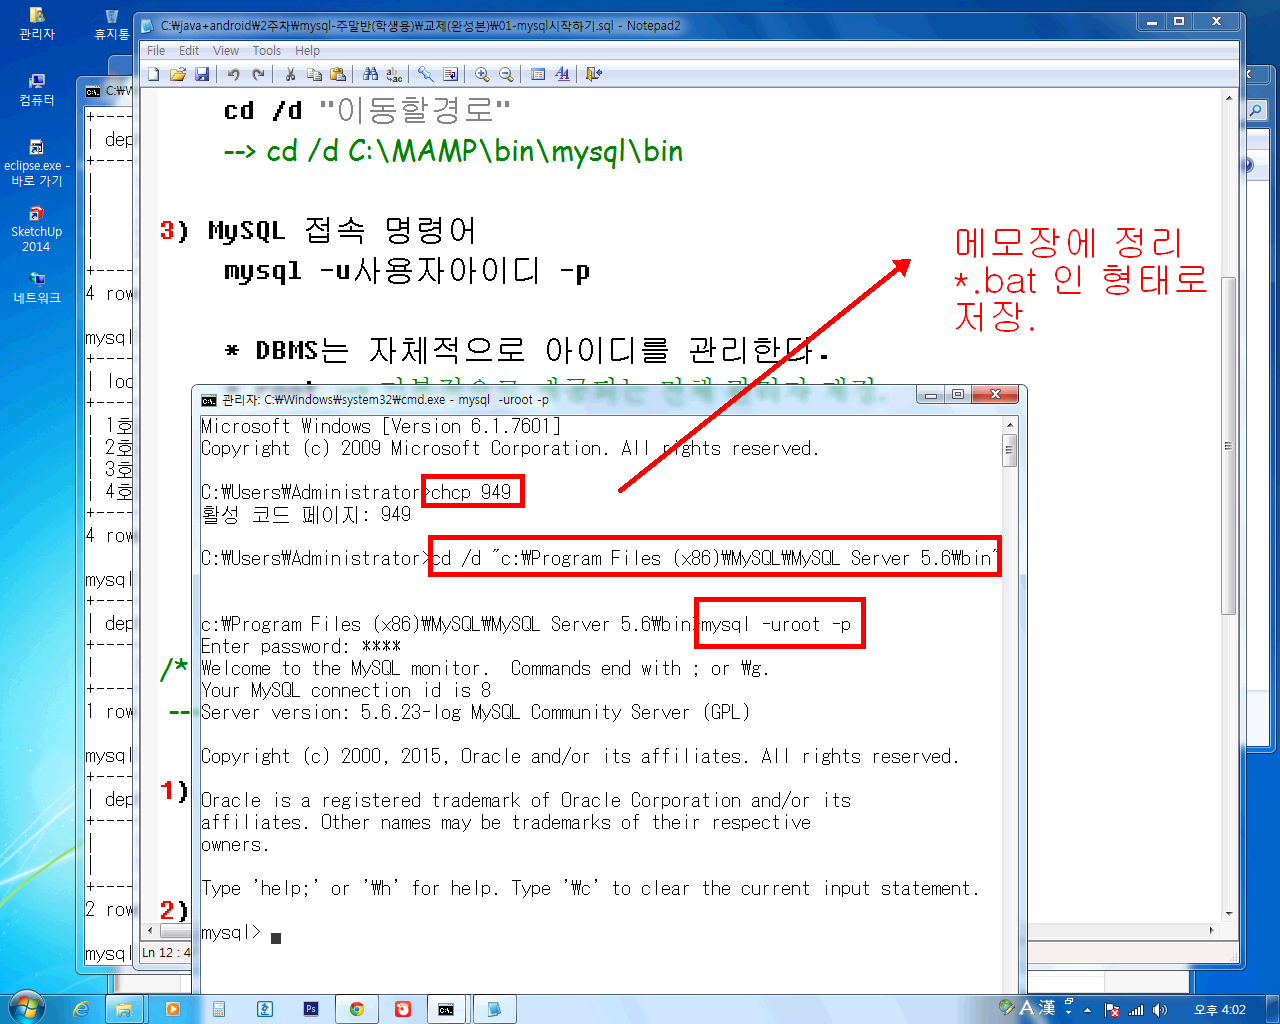 관리자
휴지통
컴퓨터
eclipse.exe -
바로 가기
SketchUp
2014
네트워크
C:₩java+android₩2주차₩mysql-주말반(학생용)₩교제(완성본)₩01-mysql시작하기.sql - Notepad2
File Edit View Tools Help
cd /d "이동할경로"
--> cd /d C:\MAMP\bin\mysql\bin
3) MySQL 접속 명령어
mysql -u사용자아이디 -p
* DBMS는 자체적으로 아이디를 관리한다.
메모장에 정리
*.bat 인 형태로
저장.
C:₩W
+----
| dep
+----
|
|
|
|
+----
4 row
mysql
+----
| loc
+----
| 1호
| 2호
| 3호
| 4호
+----
4 row
mysql
+----
| dep
+----
|
+----
1 row
mysql
+----
| dep
+----
|
|
+----
2 row
mysql
/*
--
1)
2)
Ln 12 : 4
관리자: C:₩Windows₩system32₩cmd.exe - mysql -uroot -p
Microsoft Windows [Version 6.1.7601]
Copyright (c) 2009 Microsoft Corporation. All rights reserved.
C:₩Users₩Administrator>chcp 949
활성 코드 페이지: 949
C:₩Users₩Administrator>cd /d "c:₩Program Files (x86)₩MySQL₩MySQL Server 5.6₩bin"
c:₩Program Files (x86)₩MySQL₩MySQL Server 5.6₩bin>mysql -uroot -p
Enter password: ****
Welcome to the MySQL monitor.  Commands end with ; or ₩g.
Your MySQL connection id is 8
Server version: 5.6.23-log MySQL Community Server (GPL)
Copyright (c) 2000, 2015, Oracle and/or its affiliates. All rights reserved.
Oracle is a registered trademark of Oracle Corporation and/or its
affiliates. Other names may be trademarks of their respective
owners.
Type 'help;' or '₩h' for help. Type '₩c' to clear the current input statement.
mysql>
A 漢
오후 4:02